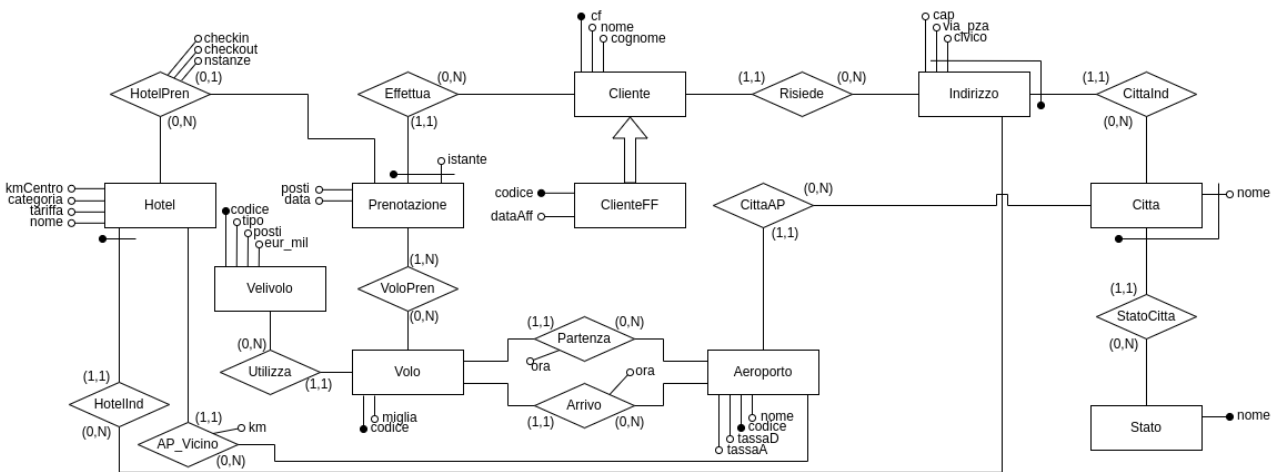 cf
nome
cognome
cap
via_pza
civico
checkin
checkout
nstanze
(0,1)
(0,N)
(1,1)
(0,N)
(1,1)
HotelPren
Effettua
Cliente
Risiede
Indirizzo
CittaInd
(0,N)
(1,1)
(0,N)
istante
kmCentro
categoria
tariffa
nome
Hotel
posti
data
Prenotazione
codice
dataAff
ClienteFF
CittaAP
(0,N)
(1,1)
Citta
nome
codice
tipo
posti
eur_mil
Velivolo
(1,N)
VoloPren
(0,N)
(1,1)
StatoCitta
(0,N)
(1,1)
Partenza
(0,N)
ora
(0,N)
Utilizza
(1,1)
Volo
Aeroporto
ora
Arrivo
(1,1)
(0,N)
miglia
codice
nome
codice
tassaD
tassaA
Stato
nome
(1,1)
HotelInd
(0,N)
(1,1)
km
AP_Vicino
(0,N)